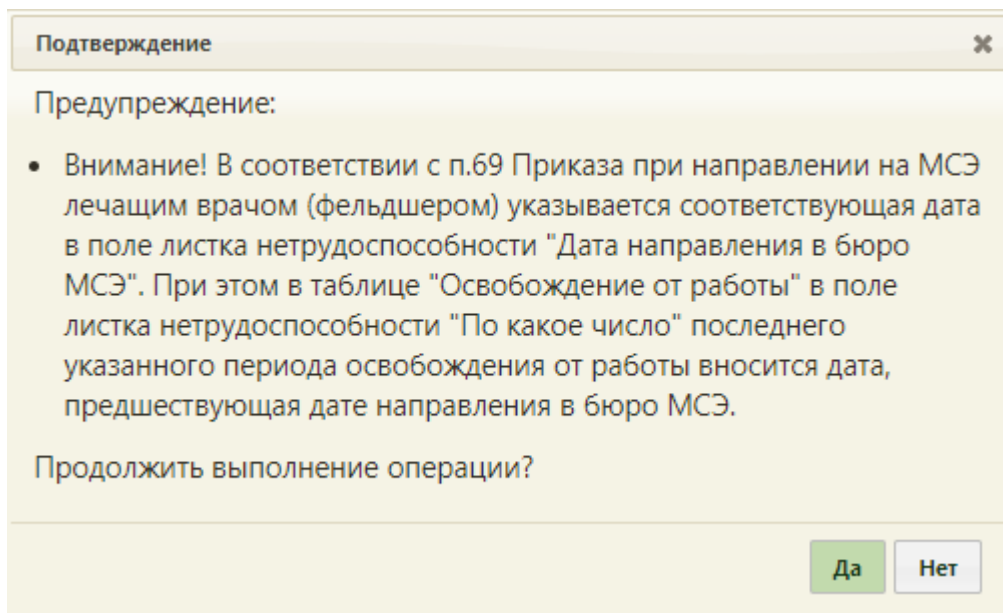 Подтверждение
Предупреждение:
• Внимание! В соответствии с п.69 Приказа при направлении на МСЭ
лечащим врачом (фельдшером) указывается соответствующая дата
в поле листка нетрудоспособности "Дата направления в бюро
МСЭ". При этом в таблице "Освобождение от работы" в поле
листка нетрудоспособности "По какое число" последнего
указанного периода освобождения от работы вносится дата,
предшествующая дате направления в бюро МСЭ.
Продолжить выполнение операции?
Да Нет